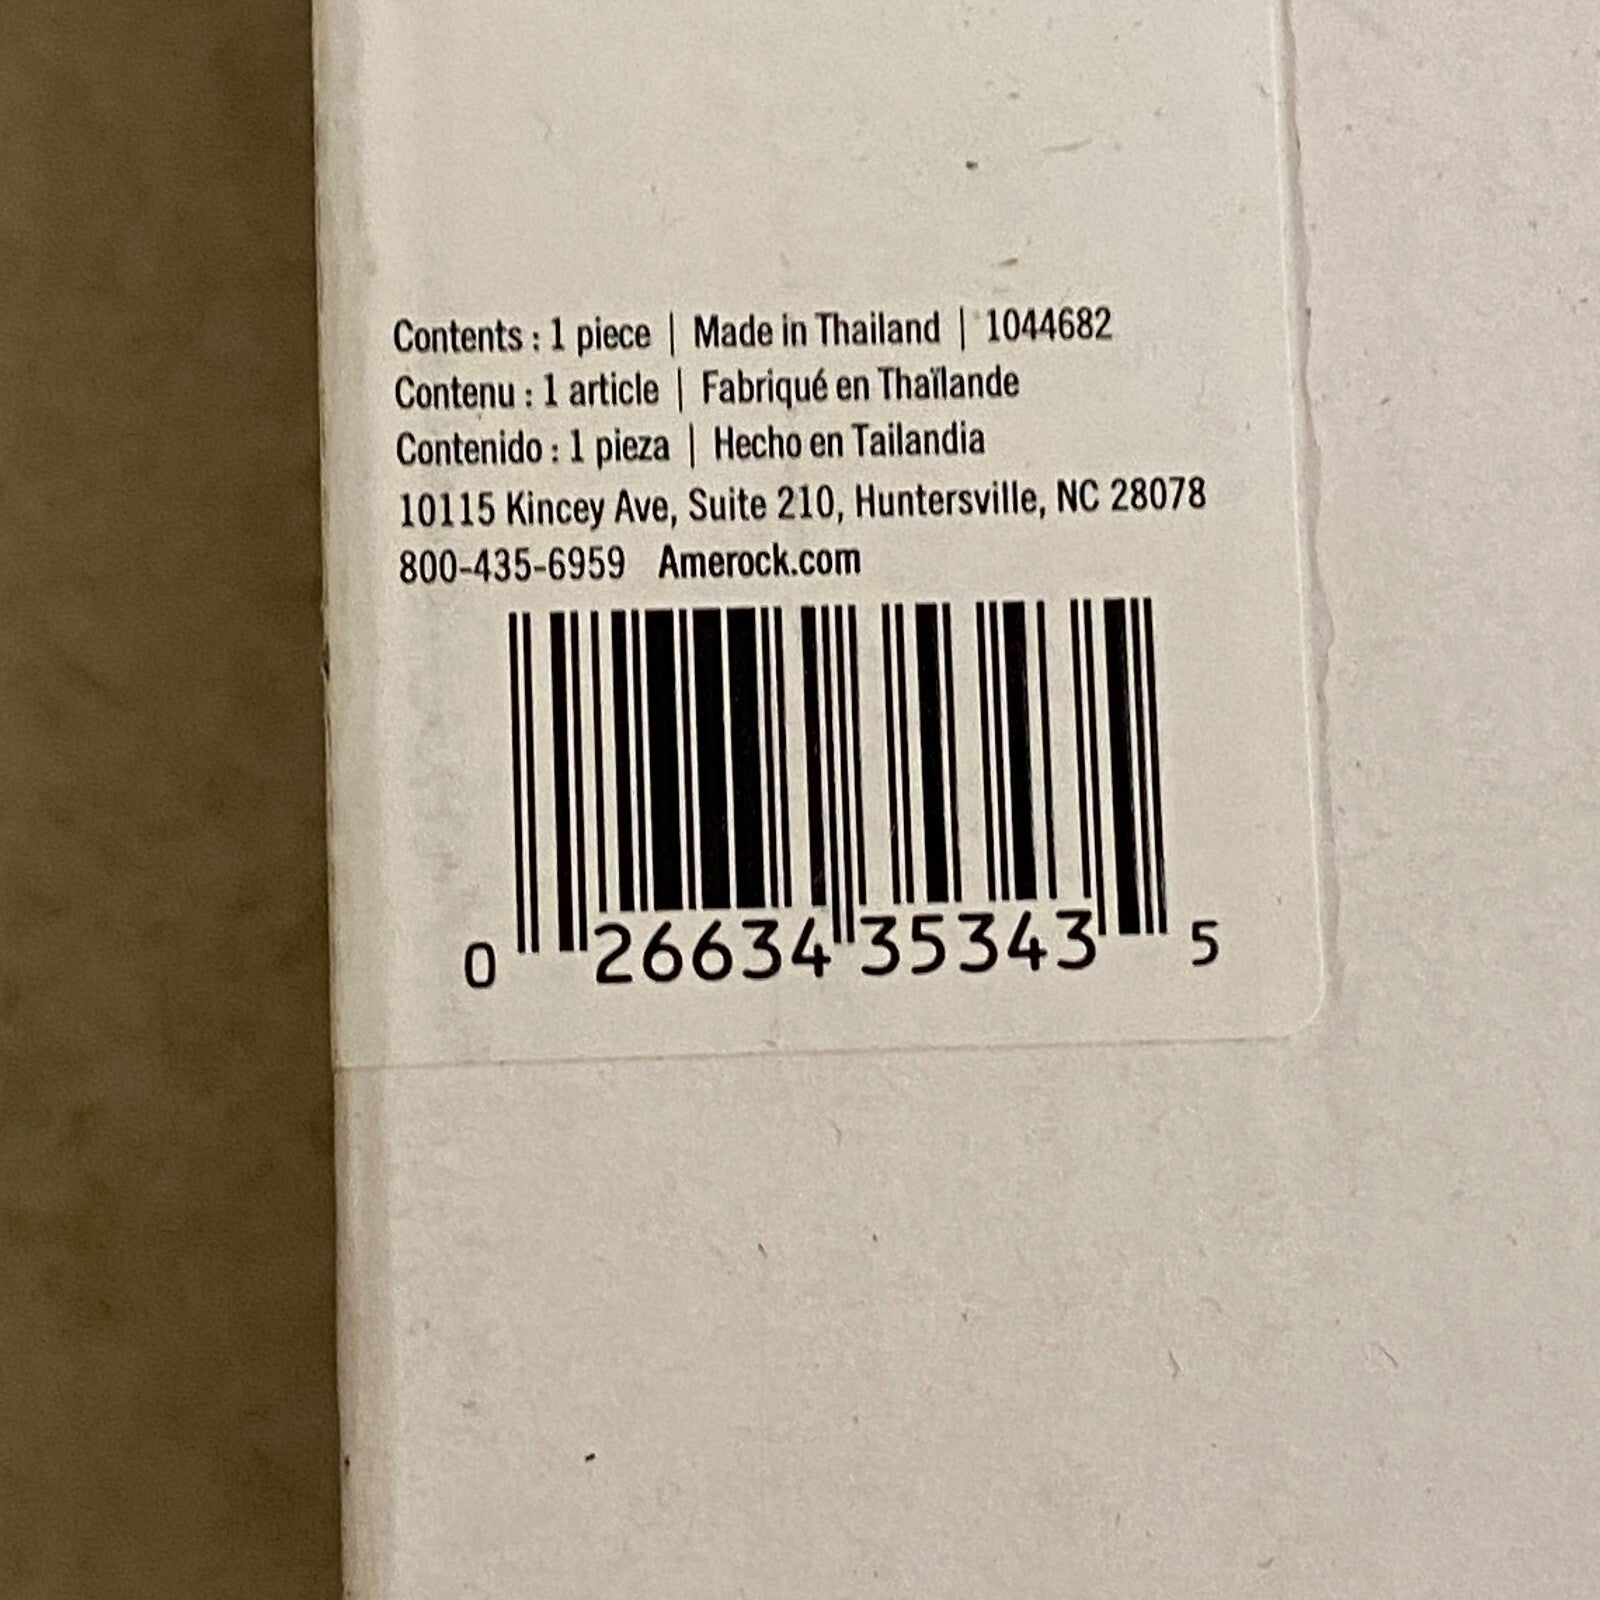 Contents : 1 piece | Made in Thailand | 1044682
Contenu : 1 article | Fabriqué en Thaïlande
Contenido : 1 pieza | Hecho en Tailandia
10115 Kincey Ave, Suite 210, Huntersville, NC 28078
800-435-6959 Amerock.com
0 26634 35343 5